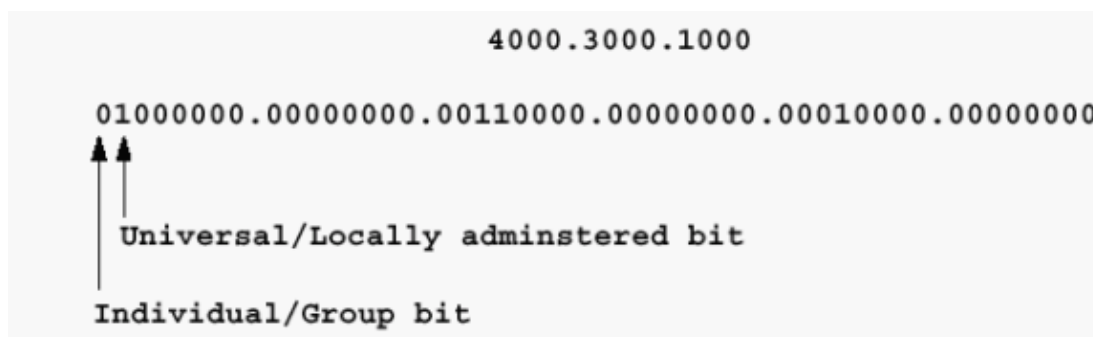 4000.3000.1000
01000000.00000000.00110000.00000000.00010000.00000000
Universal/Locally adminstered bit
Individual/Group bit